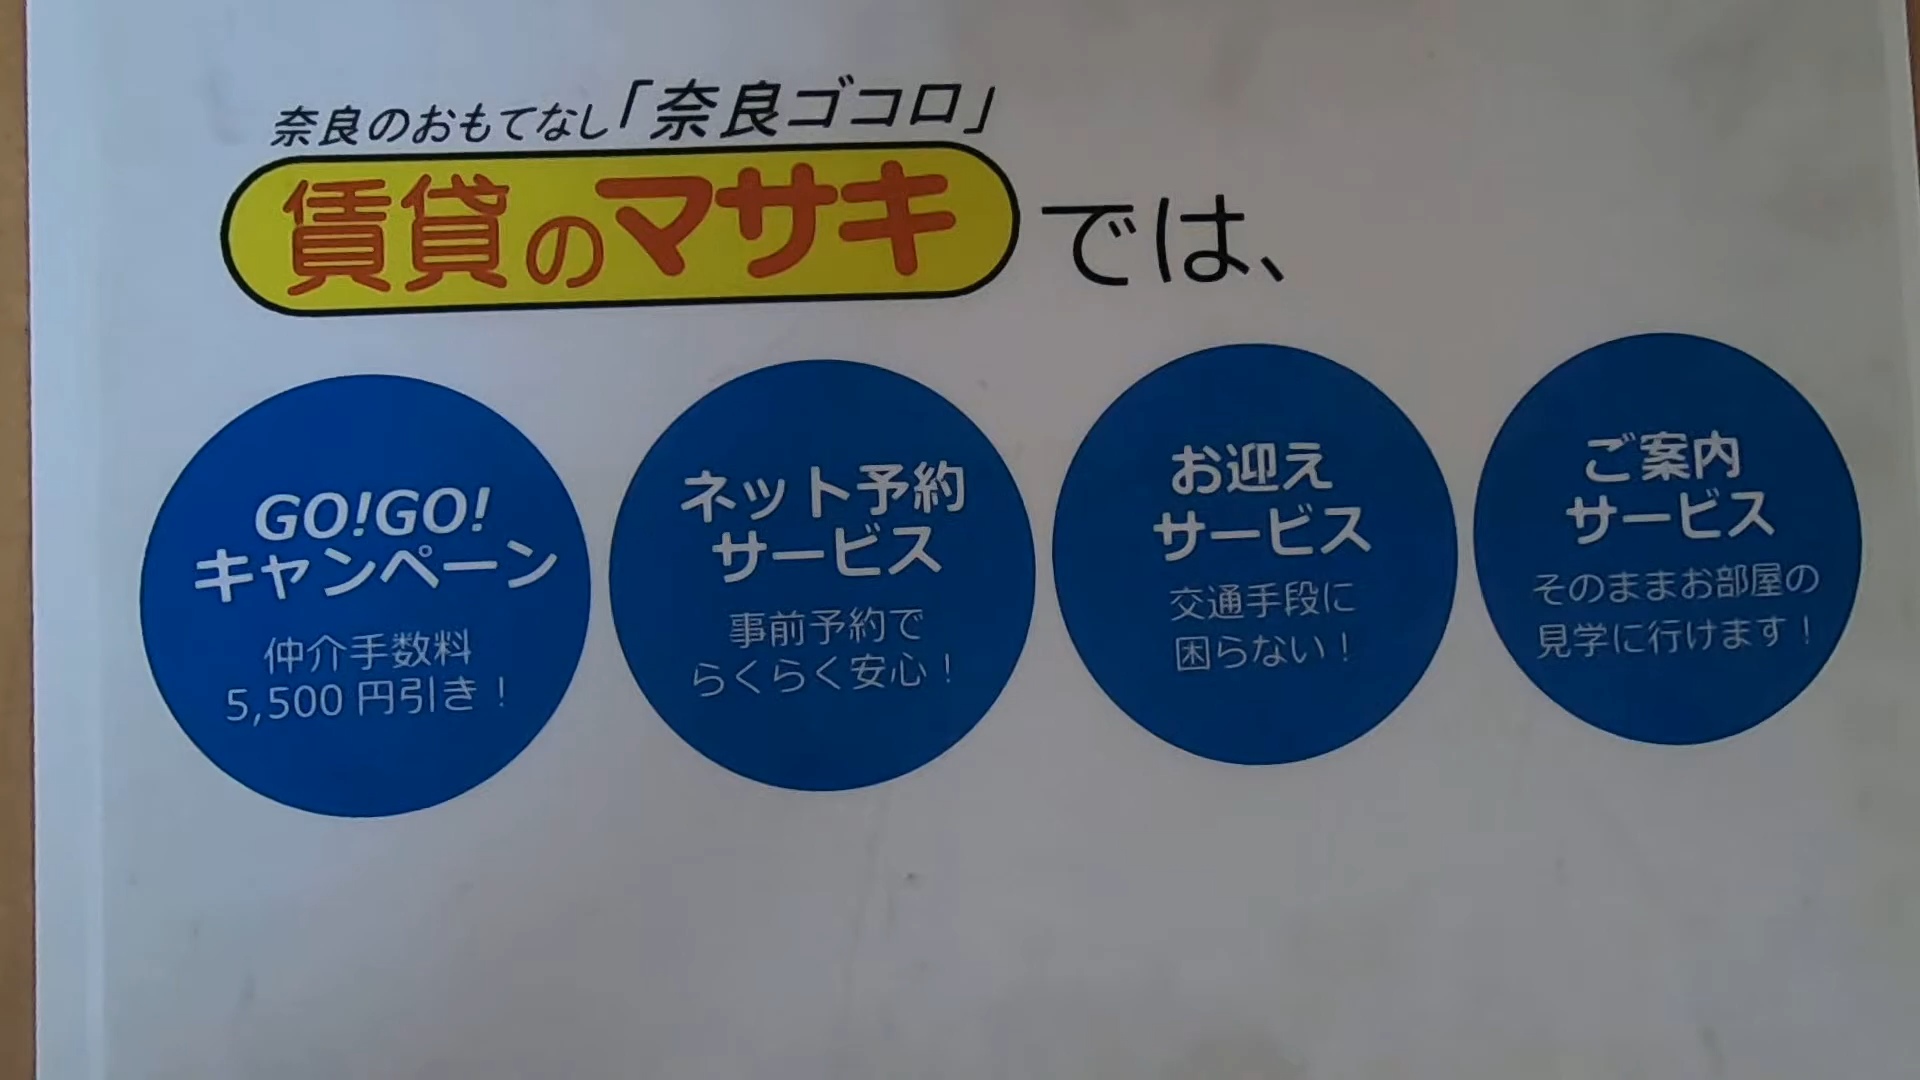 奈良のおもてなし「奈良ゴコロ」
賃貸のマサキでは、
GO!GO!
キャンペーン
仲介手数料
5,500円引き！
ネット予約
サービス
事前予約で
らくらく安心！
お迎え
サービス
交通手段に
困らない！
ご案内
サービス
そのままお部屋の
見学に行けます！